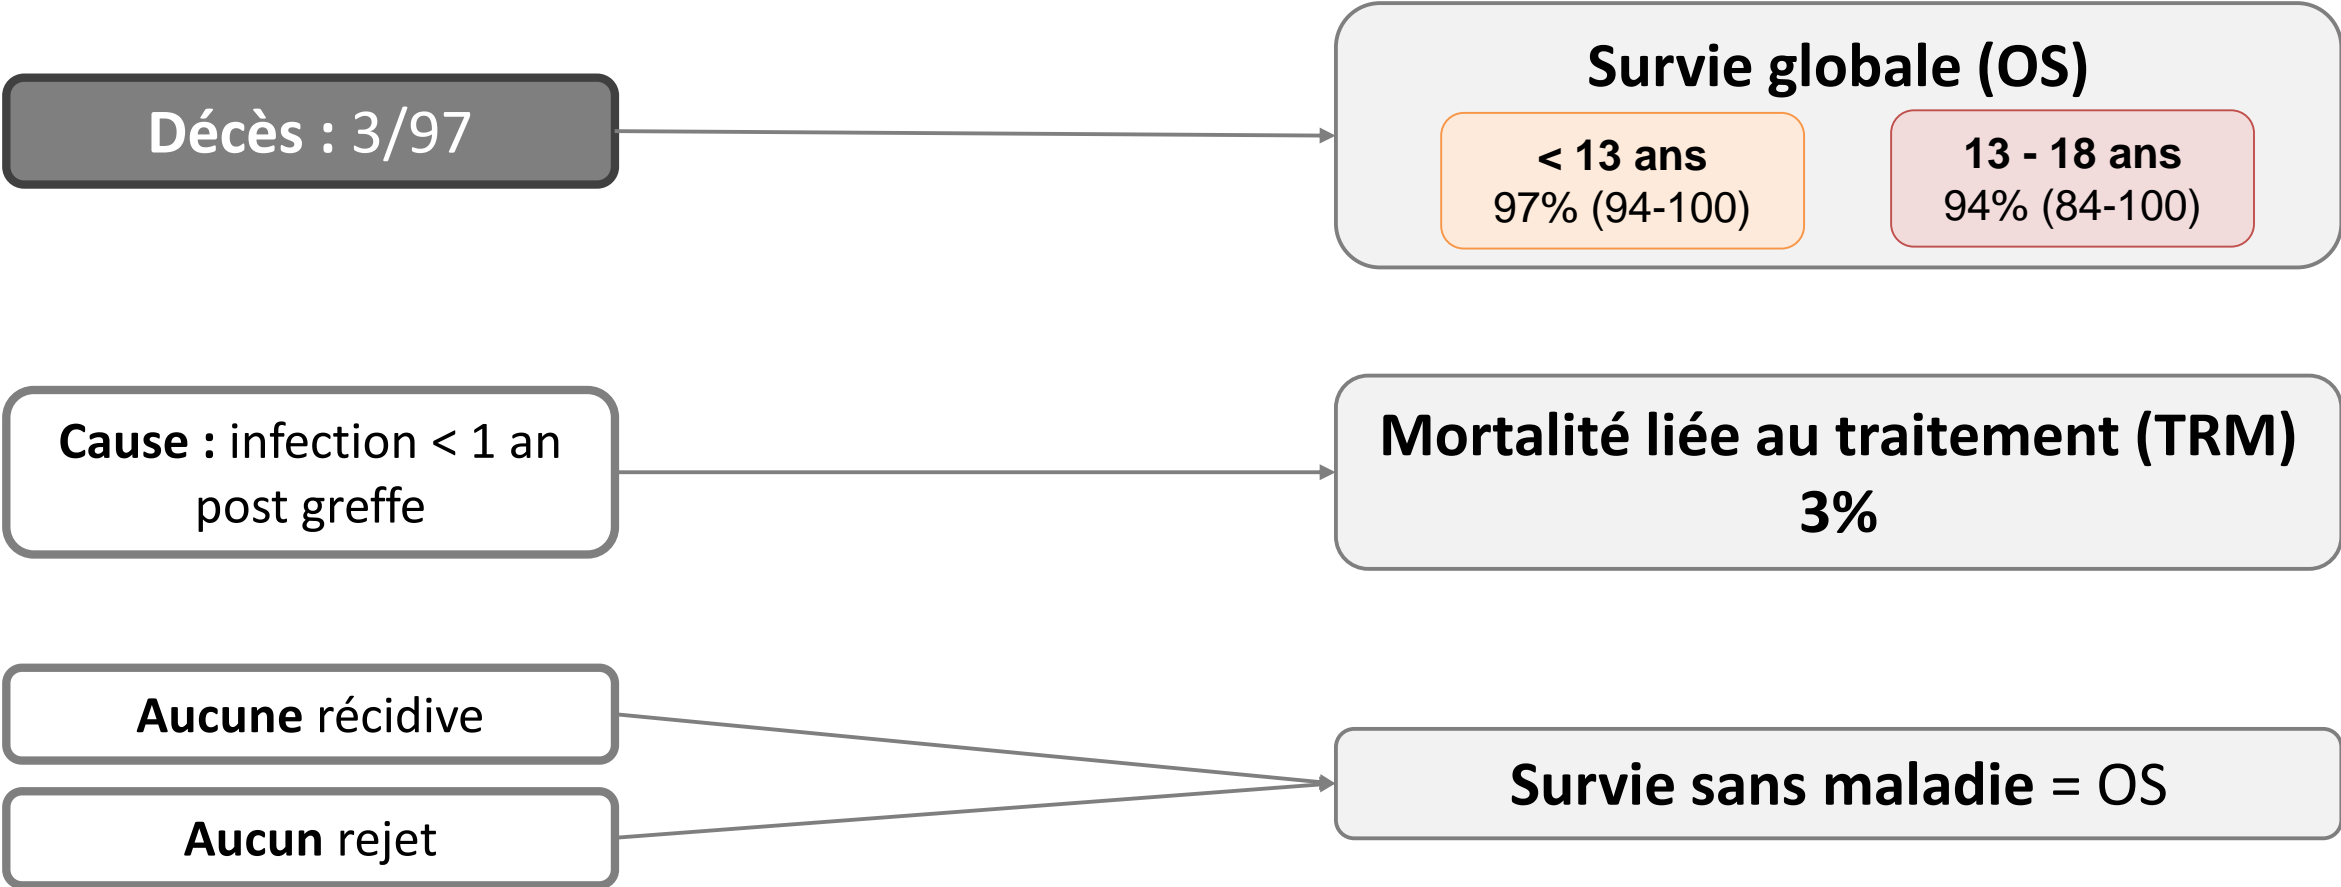 Décès : 3/97
Survie globale (OS)
< 13 ans
97% (94-100)
13 - 18 ans
94% (84-100)
Cause : infection < 1 an
post greffe
Mortalité liée au traitement (TRM)
3%
Aucune récidive
Aucun rejet
Survie sans maladie = OS